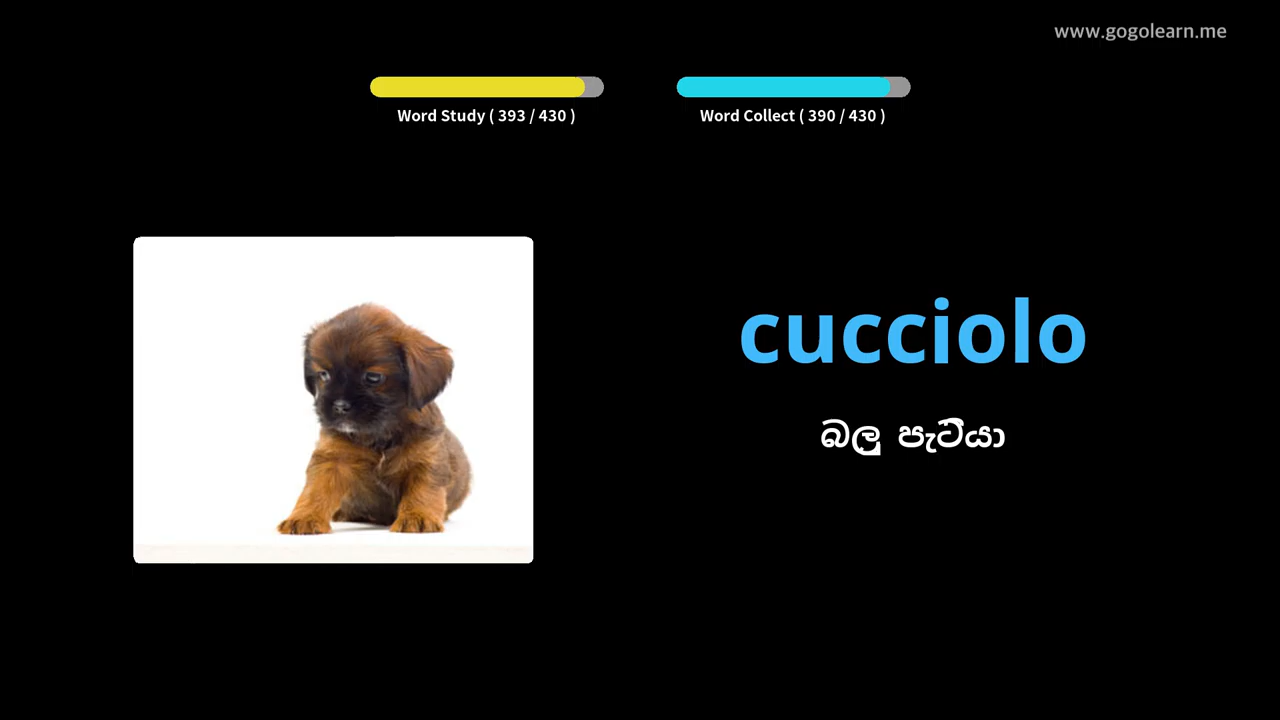 www.gogolearn.me
Word Study ( 393 / 430 )
Word Collect ( 390 / 430 )
cucciolo
බලු පැටියා